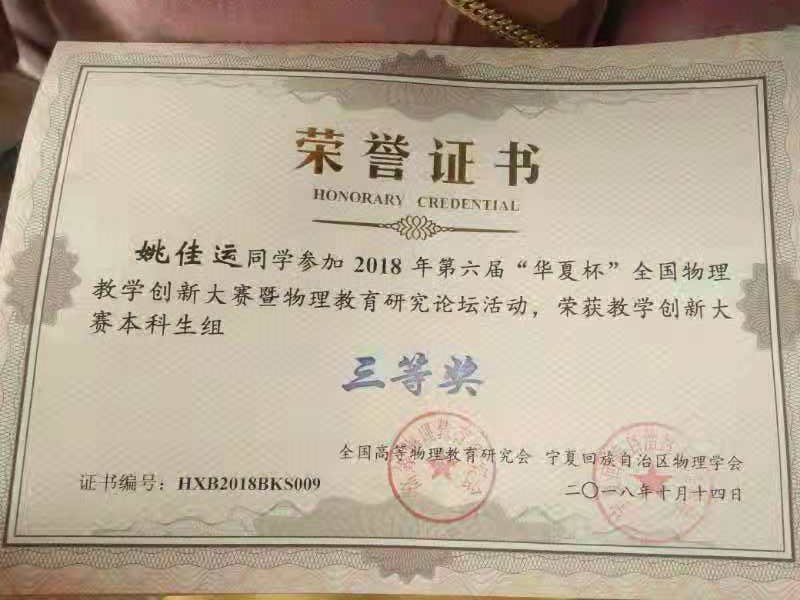 荣誉证书
HONORARY CREDENTIAL
姚佳运同学参加 2018 年第六届“华夏杯”全国物理
教学创新大赛暨物理教育研究论坛活动，荣获教学创新大
赛本科生组
三等奖
全国高等物理教育研究会 宁夏回族自治区物理学会
证书编号：HXB2018BKS009
二〇一八年十月十四日